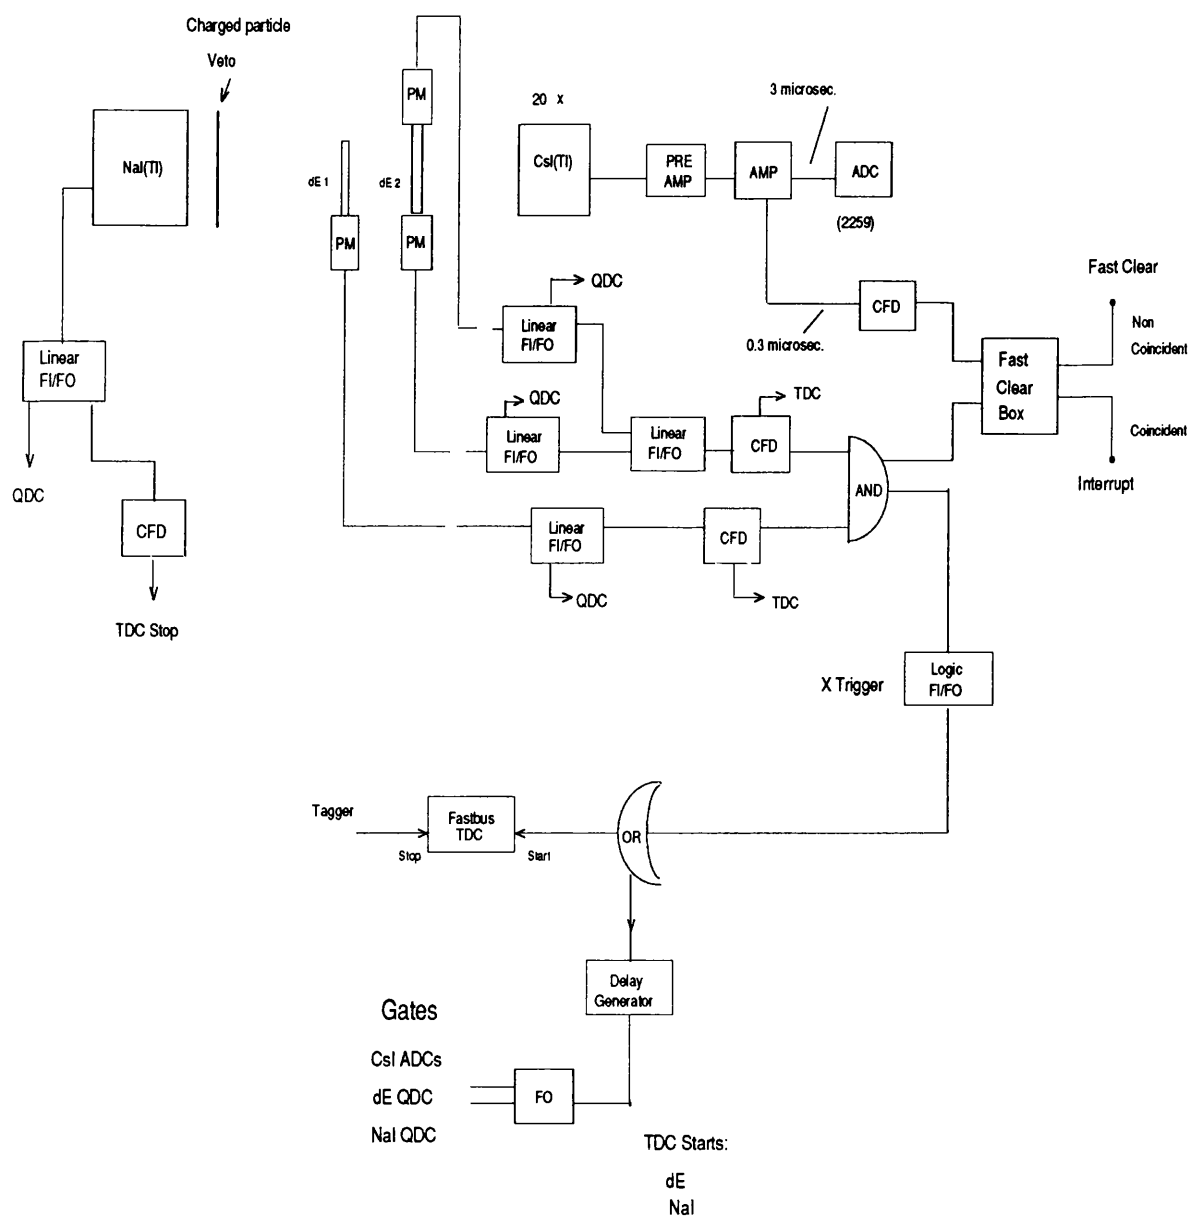 Charged particle
Veto
PM
20 x
3 microsec.
NaI(Tl)
dE 1
dE 2
CsI(Tl)
PRE
AMP
AMP
ADC
(2259)
PM
PM
QDC
CFD
Fast Clear
Linear
FI/FO
0.3 microsec.
Non
Coincident
Linear
FI/FO
Fast
Clear
Box
QDC
TDC
Linear
FI/FO
Linear
FI/FO
CFD
Coincident
Interrupt
QDC
AND
CFD
Linear
FI/FO
CFD
QDC
TDC
TDC Stop
X Trigger
Logic
FI/FO
Tagger
Fastbus
TDC
OR
Stop
Start
Delay
Generator
Gates
CsI ADCs
dE QDC
FO
NaI QDC
TDC Starts:
dE
NaI